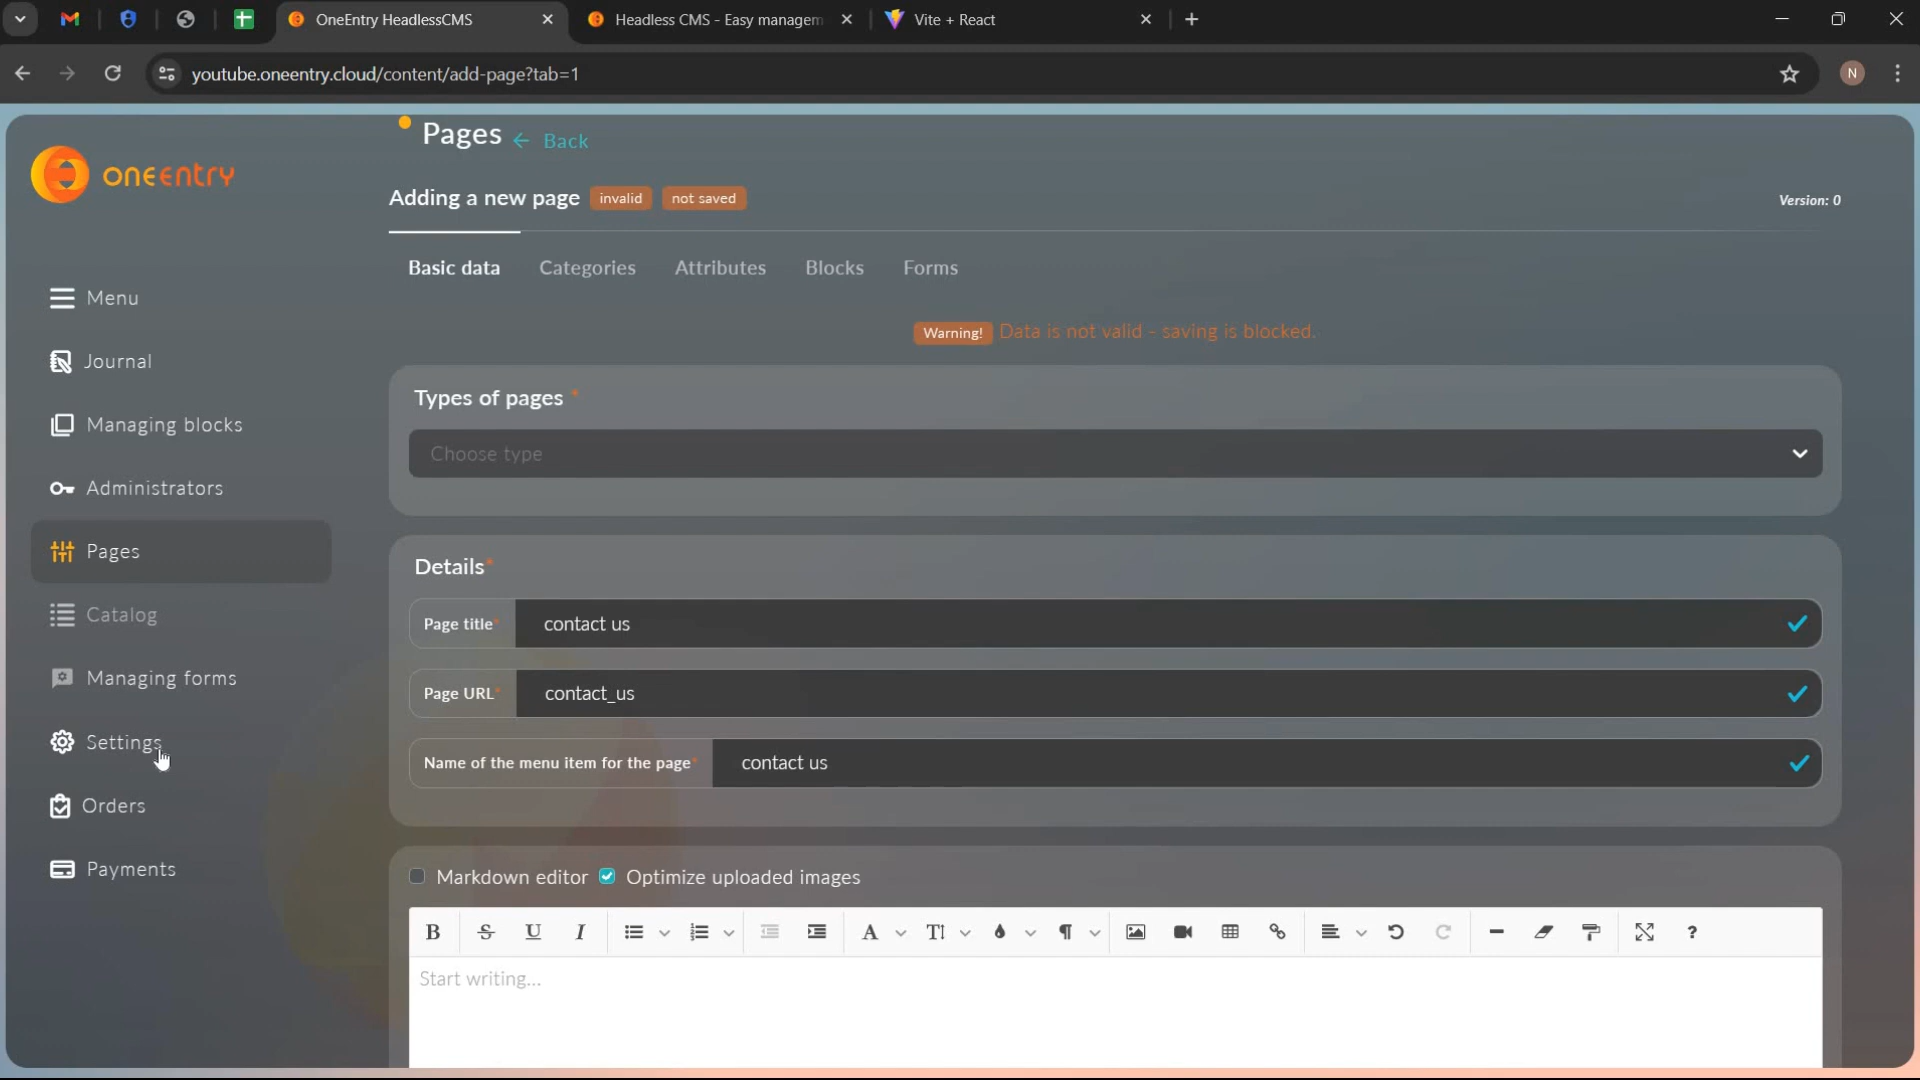 OneEntry HeadlessCMS
Headless CMS - Easy managem
Vite + React
youtube.oneentry.cloud/content/add-page?tab=1
N
oneentry
Menu
Journal
Managing blocks
Administrators
Pages
Catalog
Managing forms
Settings
Orders
Payments
Pages ← Back
Adding a new page invalid not saved
Version: 0
Basic data Categories Attributes Blocks Forms
Warning! Data is not valid - saving is blocked.
Types of pages *
Choose type
Details*
Page title* contact us
Page URL* contact_us
Name of the menu item for the page* contact us
Markdown editor Optimize uploaded images
Start writing...